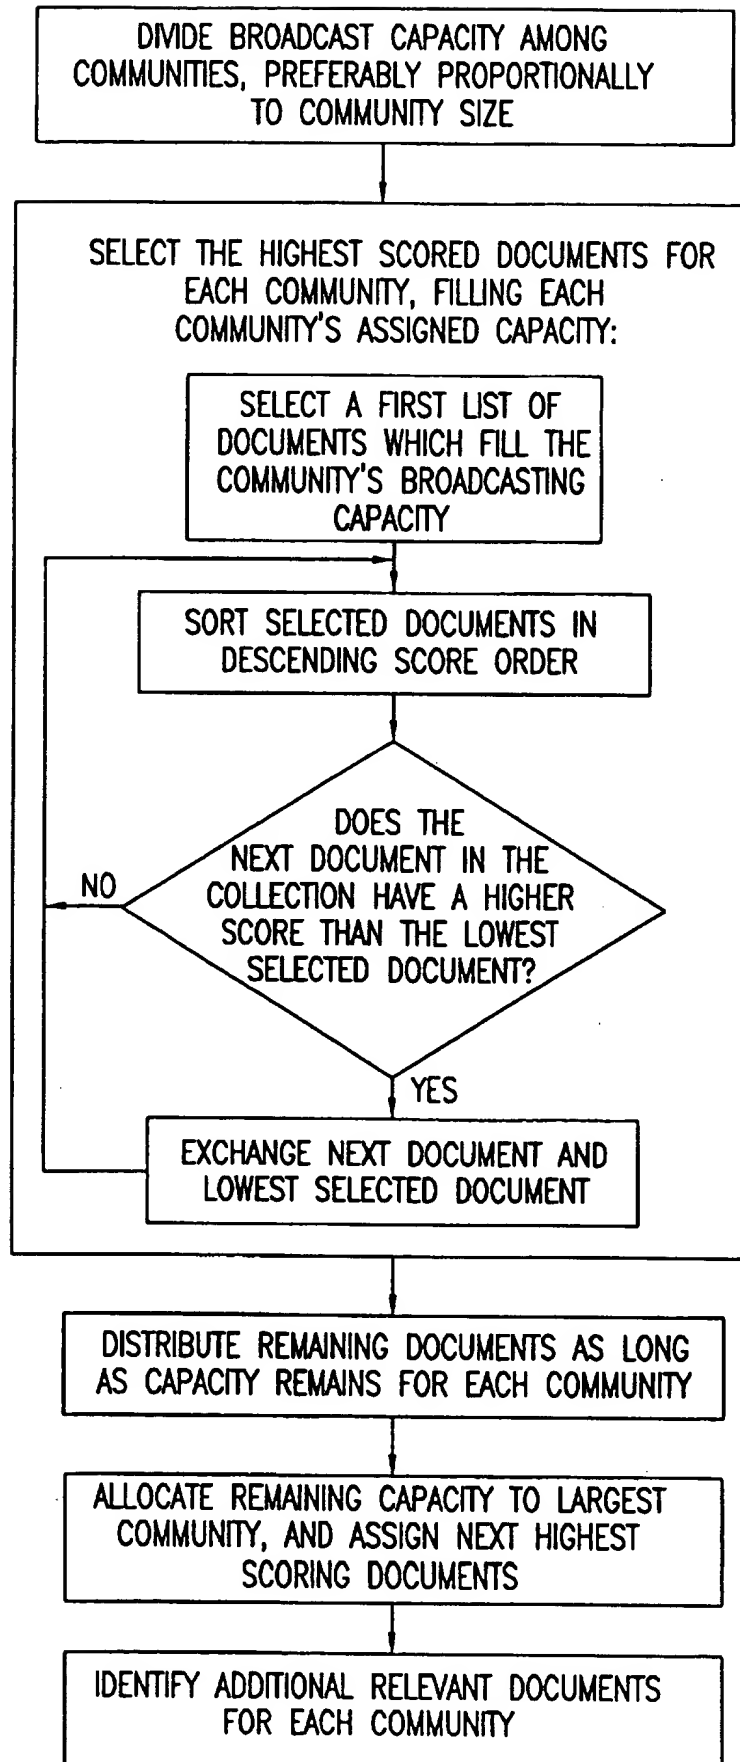 DIVIDE BROADCAST CAPACITY AMONG
COMMUNITIES, PREFERABLY PROPORTIONALLY
TO COMMUNITY SIZE
SELECT THE HIGHEST SCORED DOCUMENTS FOR
EACH COMMUNITY, FILLING EACH
COMMUNITY'S ASSIGNED CAPACITY:
SELECT A FIRST LIST OF
DOCUMENTS WHICH FILL THE
COMMUNITY'S BROADCASTING
CAPACITY
SORT SELECTED DOCUMENTS IN
DESCENDING SCORE ORDER
DOES THE
NEXT DOCUMENT IN THE
COLLECTION HAVE A HIGHER
SCORE THAN THE LOWEST
SELECTED DOCUMENT?
NO
YES
EXCHANGE NEXT DOCUMENT AND
LOWEST SELECTED DOCUMENT
DISTRIBUTE REMAINING DOCUMENTS AS LONG
AS CAPACITY REMAINS FOR EACH COMMUNITY
ALLOCATE REMAINING CAPACITY TO LARGEST
COMMUNITY, AND ASSIGN NEXT HIGHEST
SCORING DOCUMENTS
IDENTIFY ADDITIONAL RELEVANT DOCUMENTS
FOR EACH COMMUNITY